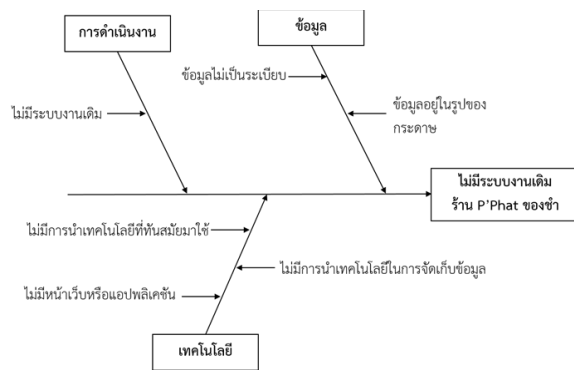 การดำเนินงาน
ข้อมูล
ข้อมูลไม่เป็นระเบียบ
ไม่มีระบบงานเดิม
ข้อมูลอยู่ในรูปของ
กระดาษ
ไม่มีระบบงานเดิม
ร้าน P'Phat ของชำ
ไม่มีการนำเทคโนโลยีที่ทันสมัยมาใช้
ไม่มีการนำเทคโนโลยีในการจัดเก็บข้อมูล
ไม่มีหน้าเว็บหรือแอปพลิเคชัน
เทคโนโลยี